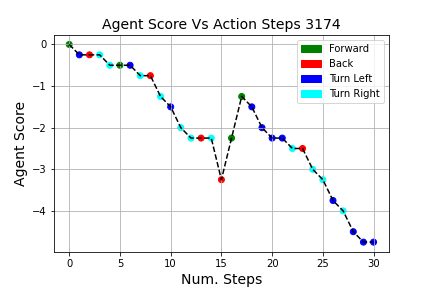 Agent Score Vs Action Steps 3174
Forward
Back
Turn Left
Turn Right
Agent Score
0
−1
−2
−3
−4
0 5 10 15 20 25 30
Num. Steps